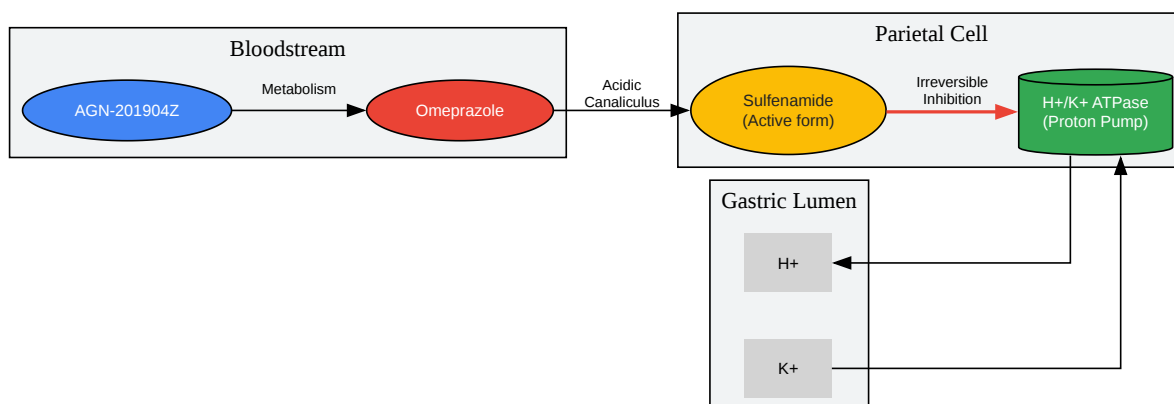 Bloodstream
AGN-201904Z
Metabolism
Omeprazole
Acidic
Canaliculus
Parietal Cell
Sulfenamide
(Active form)
Irreversible
Inhibition
H+/K+ ATPase
(Proton Pump)
Gastric Lumen
H+
K+